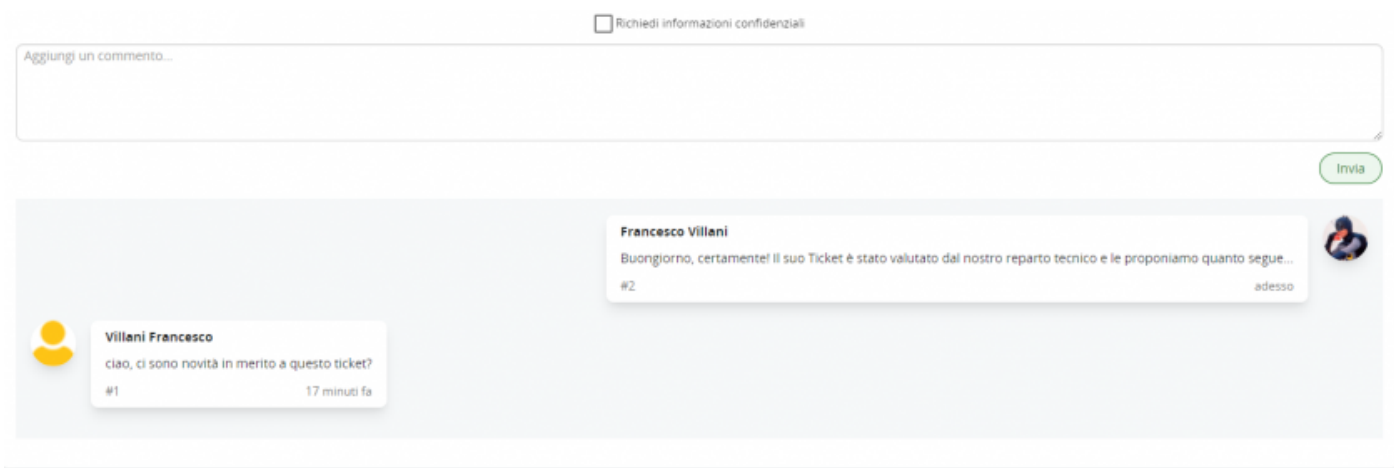 Richiedi informazioni confidenziali
Aggiungi un commento...
Invia
Francesco Villani
Buongiorno, certamente! Il suo Ticket è stato valutato dal nostro reparto tecnico e le proponiamo quanto segue...
#2 adesso
Villani Francesco
ciao, ci sono novità in merito a questo ticket?
#1 17 minuti fa